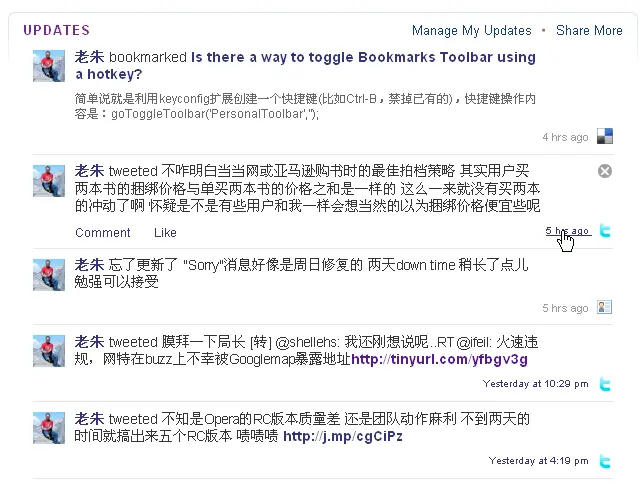 UPDATES
Manage My Updates • Share More
老朱 bookmarked Is there a way to toggle Bookmarks Toolbar using
a hotkey?
简单说就是利用keyconfig扩展创建一个快捷键(比如Ctrl-B，禁掉已有的)，快捷键操作内
容是：goToggleToolbar('PersonalToolbar','');
4 hrs ago
老朱 tweeted 不咋明白当当网或亚马逊购书时的最佳拍档策略 其实用户买
两本书的捆绑价格与单买两本书的价格之和是一样的 这么一来就没有买两本
的冲动了啊 怀疑是不是有些用户和我一样会想当然的以为捆绑价格便宜些呢
Comment Like
5 hrs ago
老朱 忘了更新了 "Sorry"消息好像是周日修复的 两天down time 稍长了点儿
勉强可以接受
5 hrs ago
老朱 tweeted 膜拜一下局长 [转] @shellehs: 我还刚想说呢..RT @ifeil: 火速违
规，网特在buzz上不幸被Googlemap暴露地址http://tinyurl.com/yfbgv3g
Yesterday at 10:29 pm
老朱 tweeted 不知是Opera的RC版本质量差 还是团队动作麻利 不到两天的
时间就搞出来五个RC版本 啧啧啧 http://j.mp/cgCiPz
Yesterday at 4:19 pm